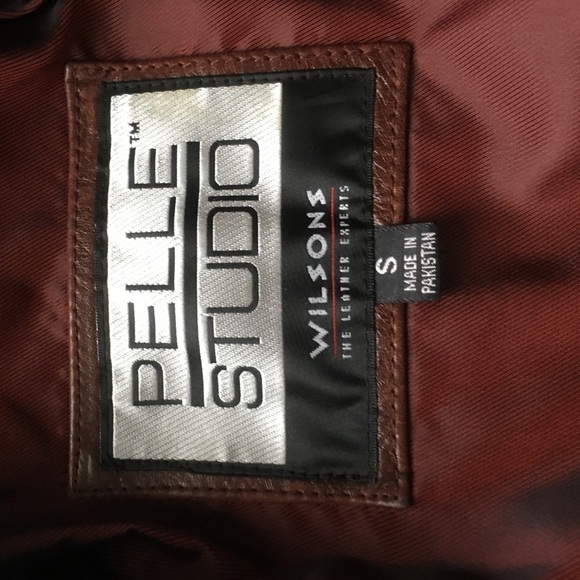 PELLE™
STUDIO
WILSONS
THE LEATHER EXPERTS
S
MADE IN
PAKISTAN